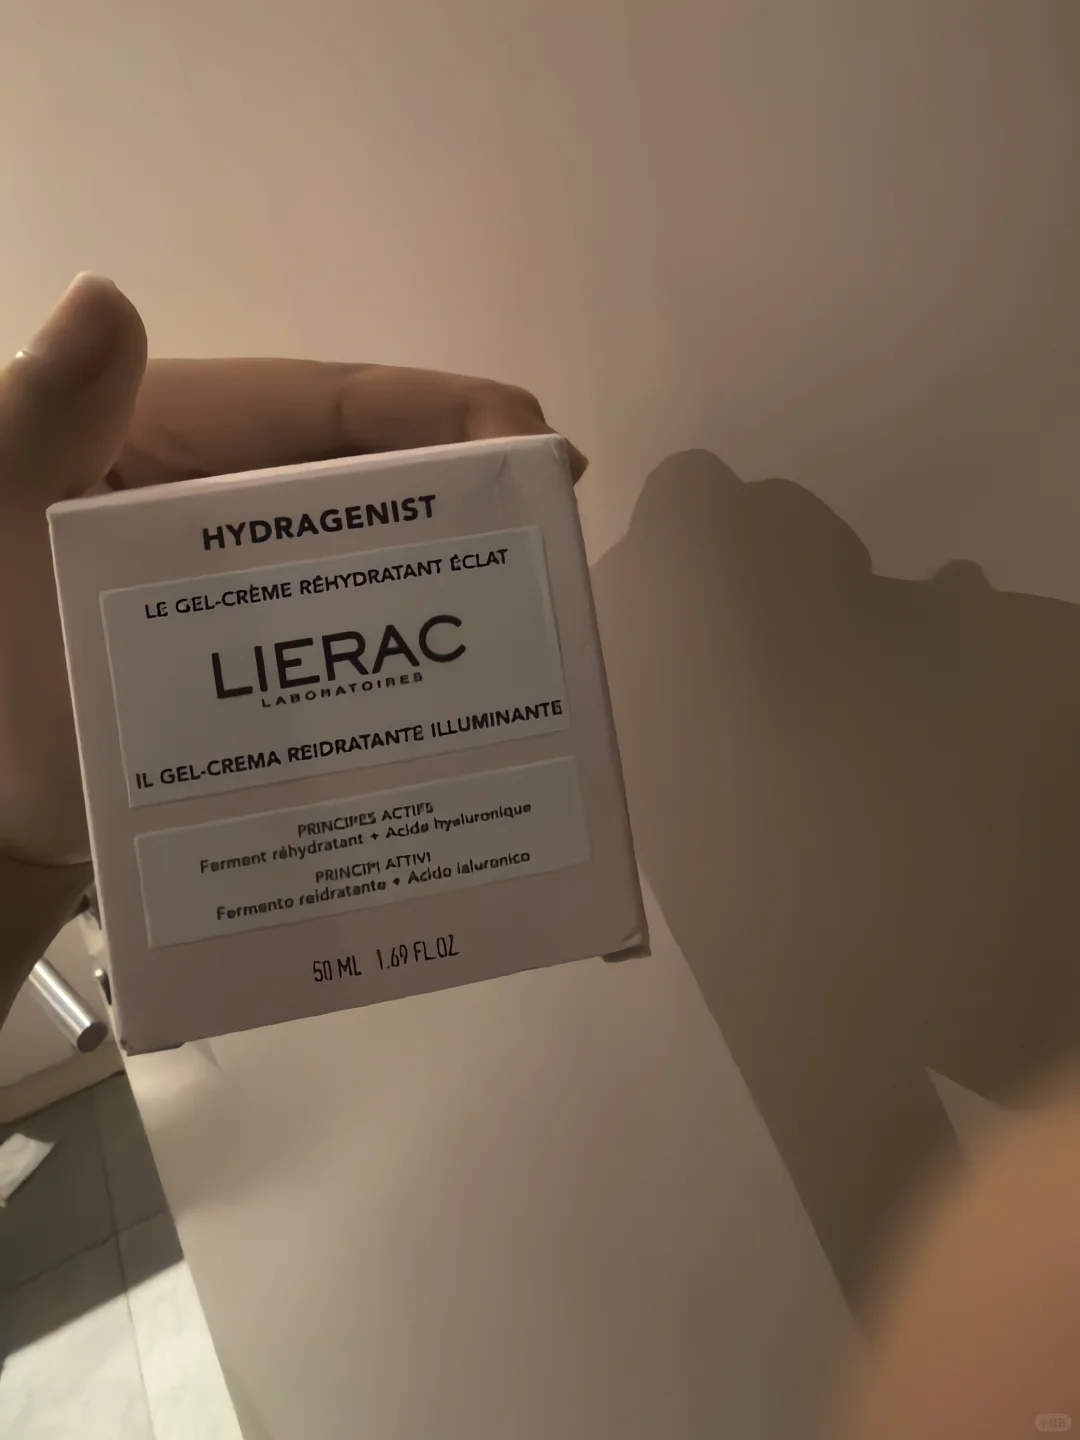 HYDRAGENIST
LE GEL-CRÈME RÉHYDRATANT ÉCLAT
LIERAC
LABORATOIRES
IL GEL-CREMA REIDRATANTE ILLUMINANTE
PRINCIPES ACTIFS
Ferment réhydratant + Acide hyaluronique
PRINCIPI ATTIVI
Fermento reidratante + Acido ialuronico
50 ML 1.69 FL.OZ